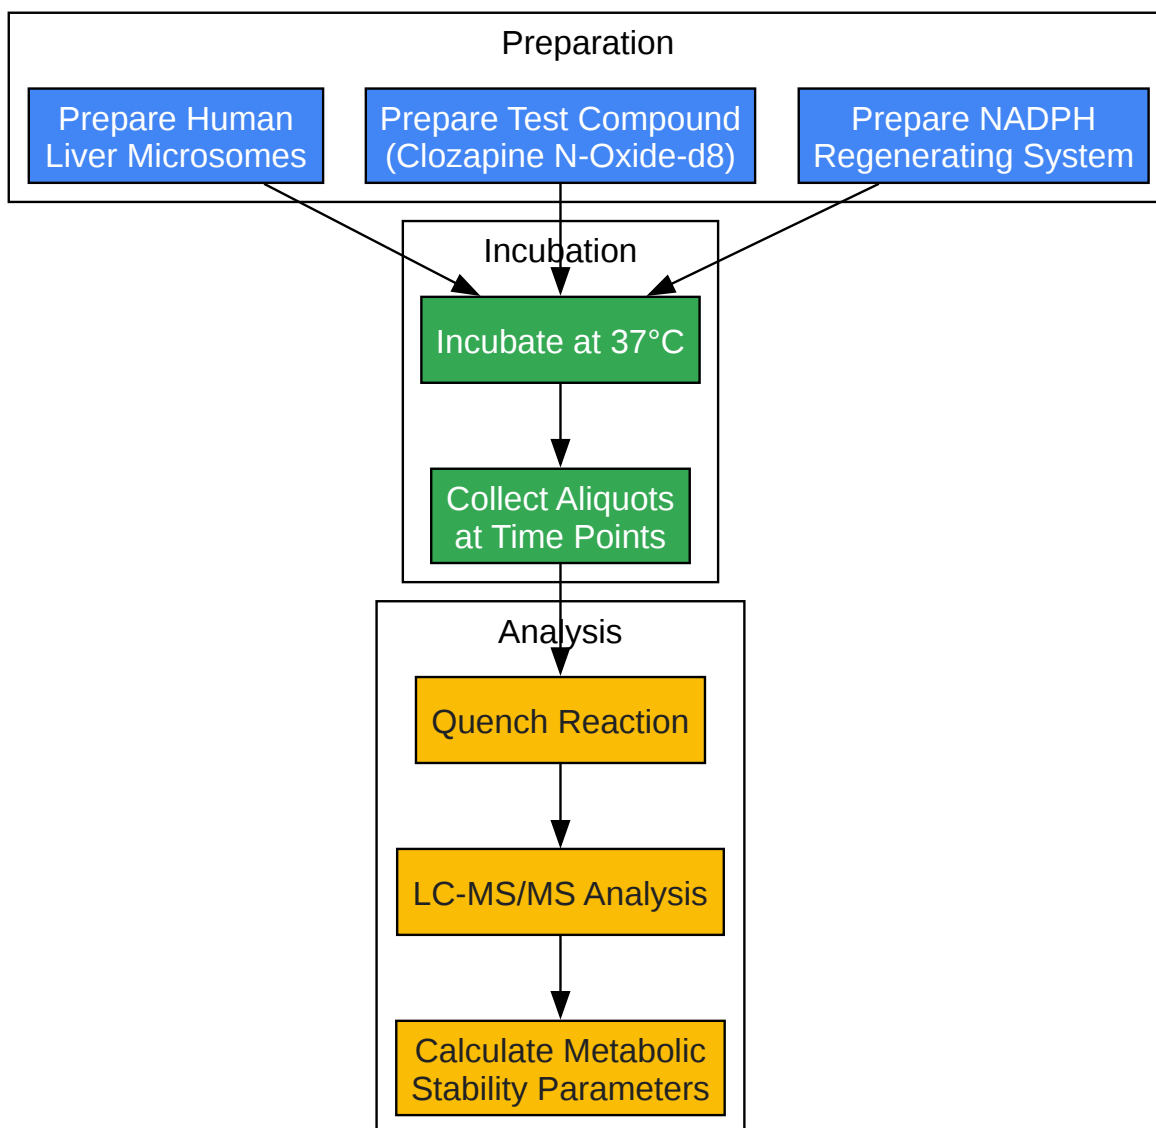 Preparation
Prepare Human
Liver Microsomes
Prepare Test Compound
(Clozapine N-Oxide-d8)
Prepare NADPH
Regenerating System
Incubation
Incubate at 37°C
Collect Aliquots
at Time Points
Analysis
Quench Reaction
LC-MS/MS Analysis
Calculate Metabolic
Stability Parameters